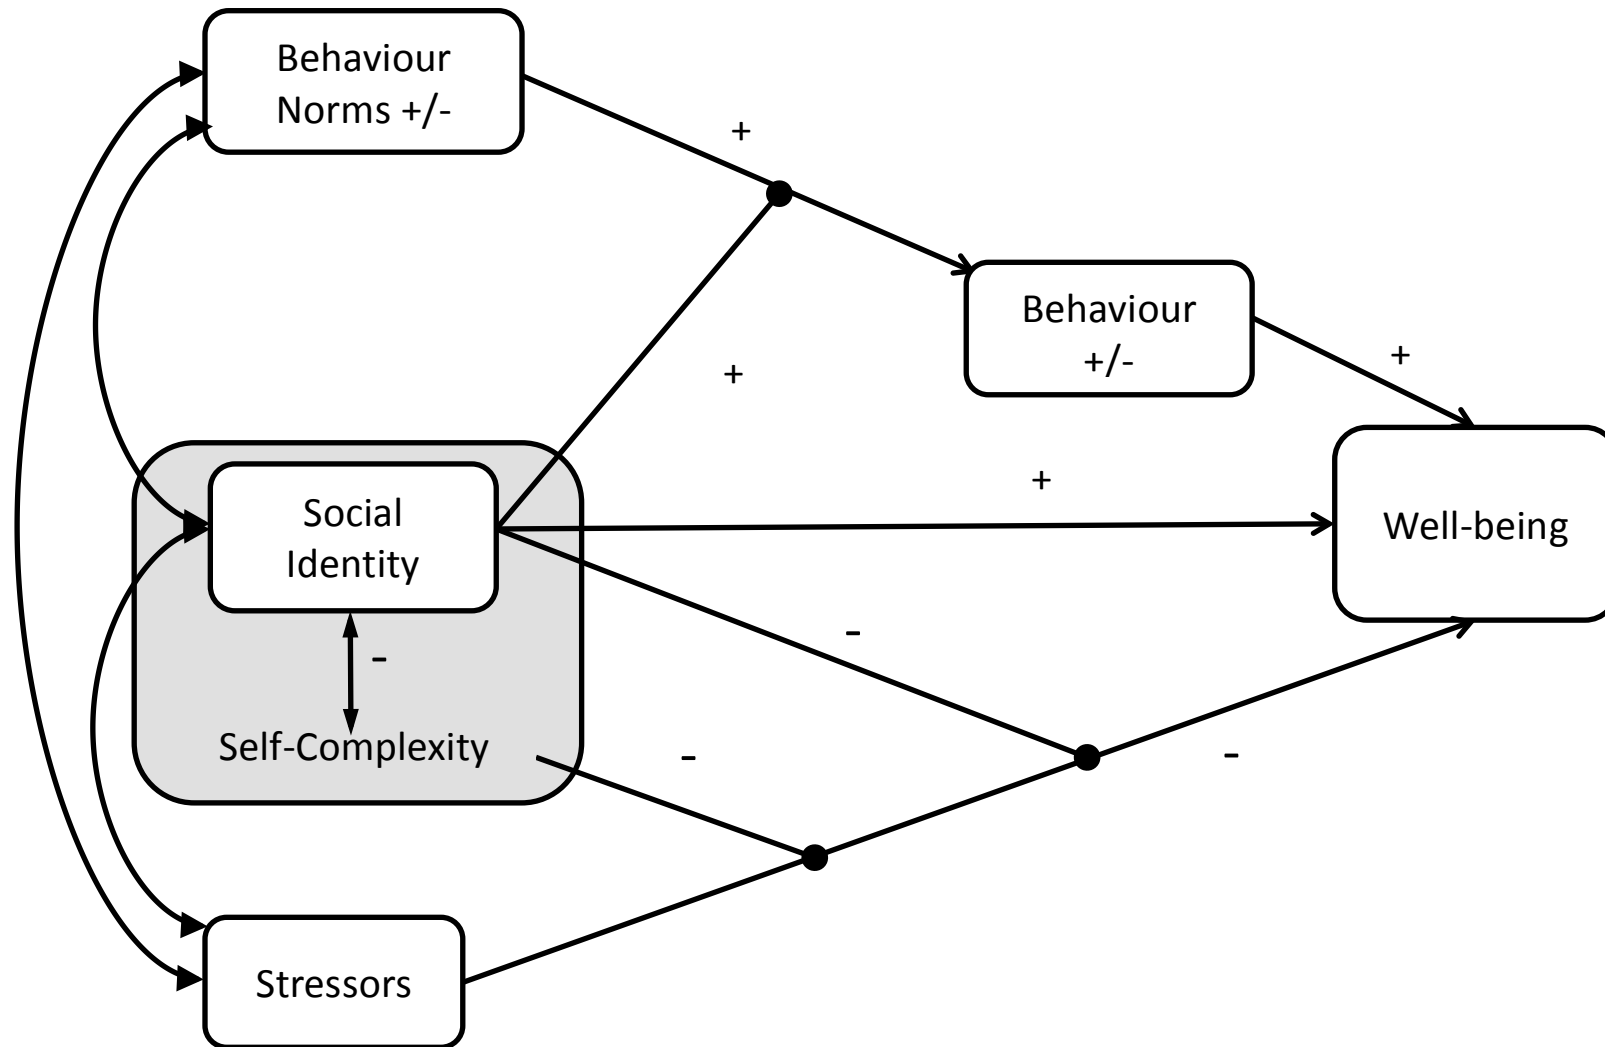 Behaviour
Norms +/-
+
Behaviour
+/-
+
+
+
Social
Identity
Well-being
-
-
Self-Complexity
-
-
Stressors